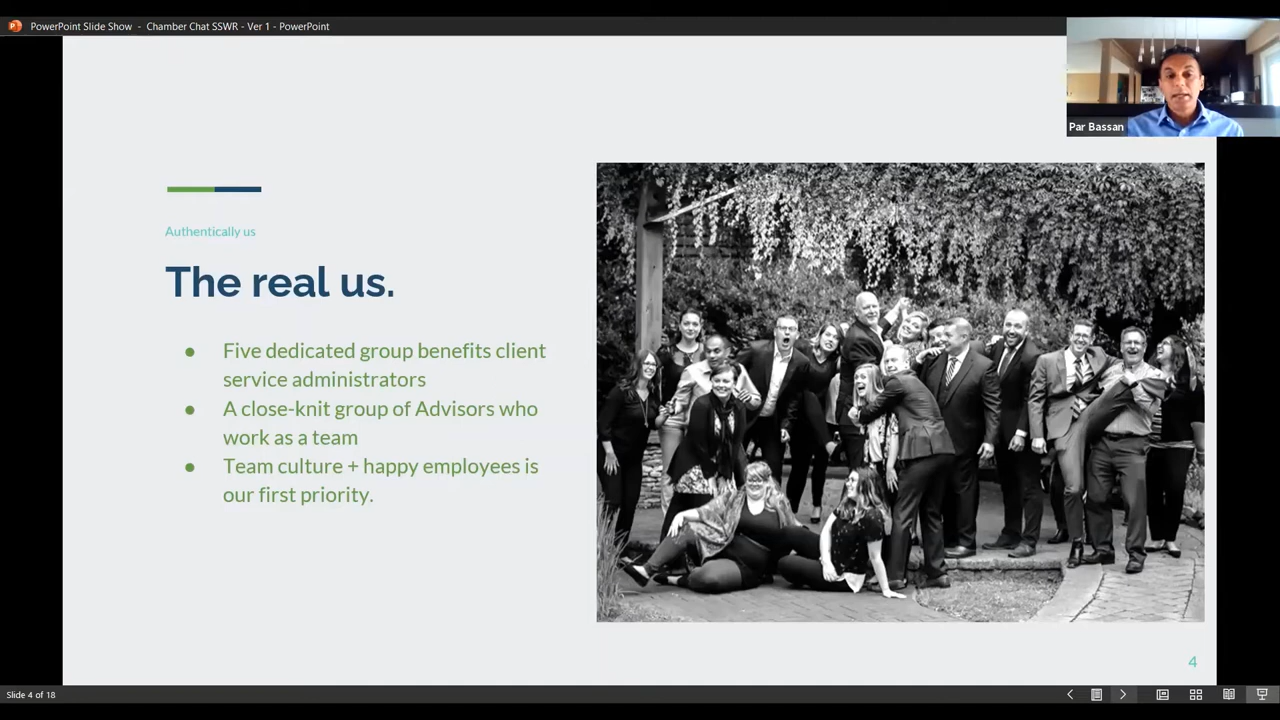 PowerPoint Slide Show - Chamber Chat SSWR - Ver 1 - PowerPoint
Par Bassan
Authentically us
The real us.
● Five dedicated group benefits client
service administrators
● A close-knit group of Advisors who
work as a team
● Team culture + happy employees is
our first priority.
4
Slide 4 of 18